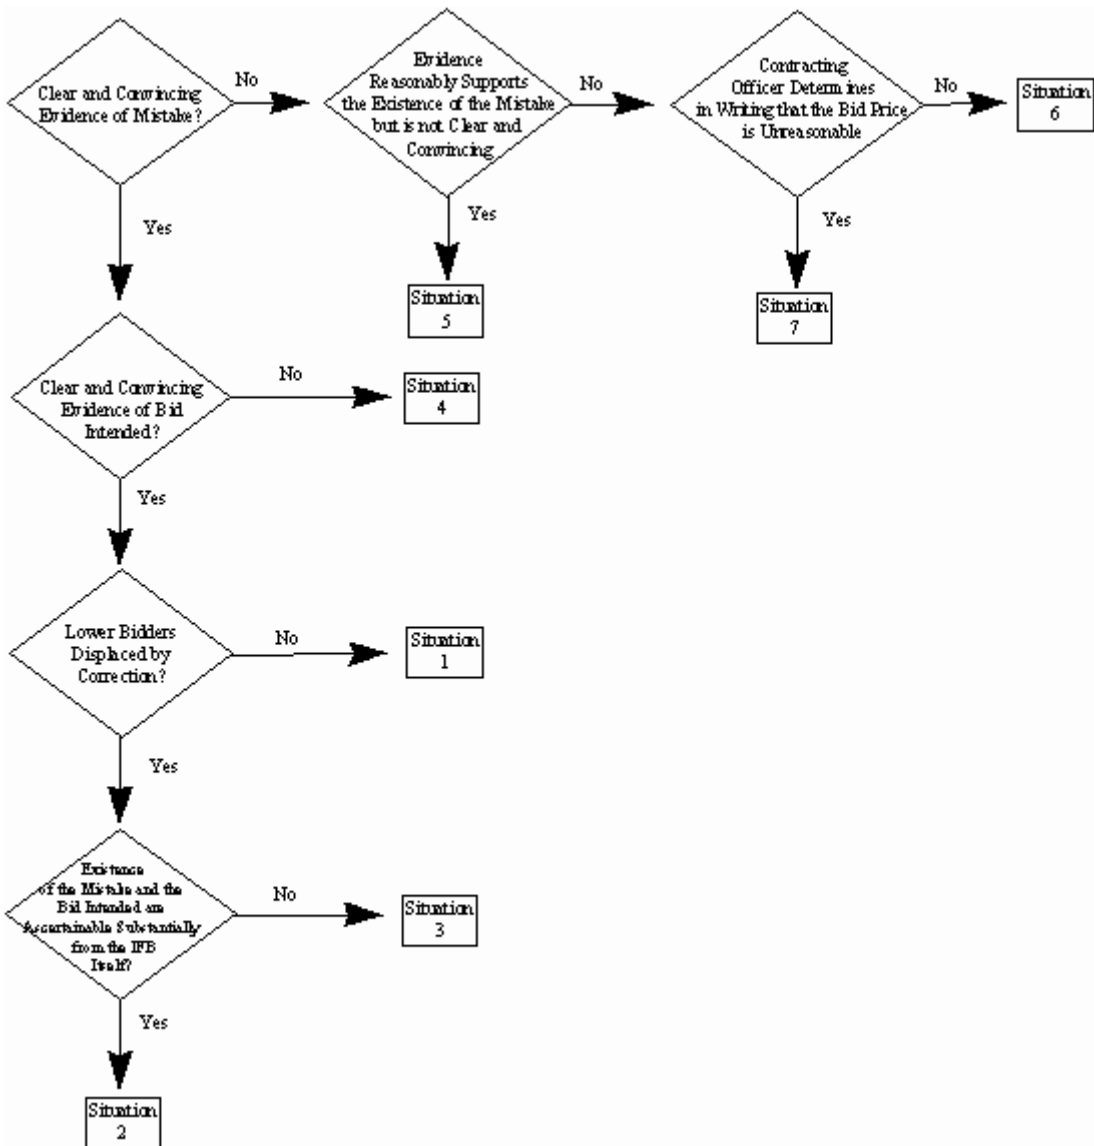 Clear and Convincing
Evidence of Mistake?
No
Evidence
Reasonably Supports
the Existence of the Mistake
but is not Clear and
Convincing
No
Contracting
Officer Determines
in Writing that the Bid Price
is Unreasonable
No
Situation
6
Yes
Yes
Yes
Situation
5
Situation
7
Clear and Convincing
Evidence of Bid
Intended?
No
Situation
4
Yes
Lower Bidders
Displaced by
Correction?
No
Situation
1
Yes
Existence
of the Mistake and the
Bid Intended are
Ascertainable Substantially
from the IFB
Itself?
No
Situation
3
Yes
Situation
2